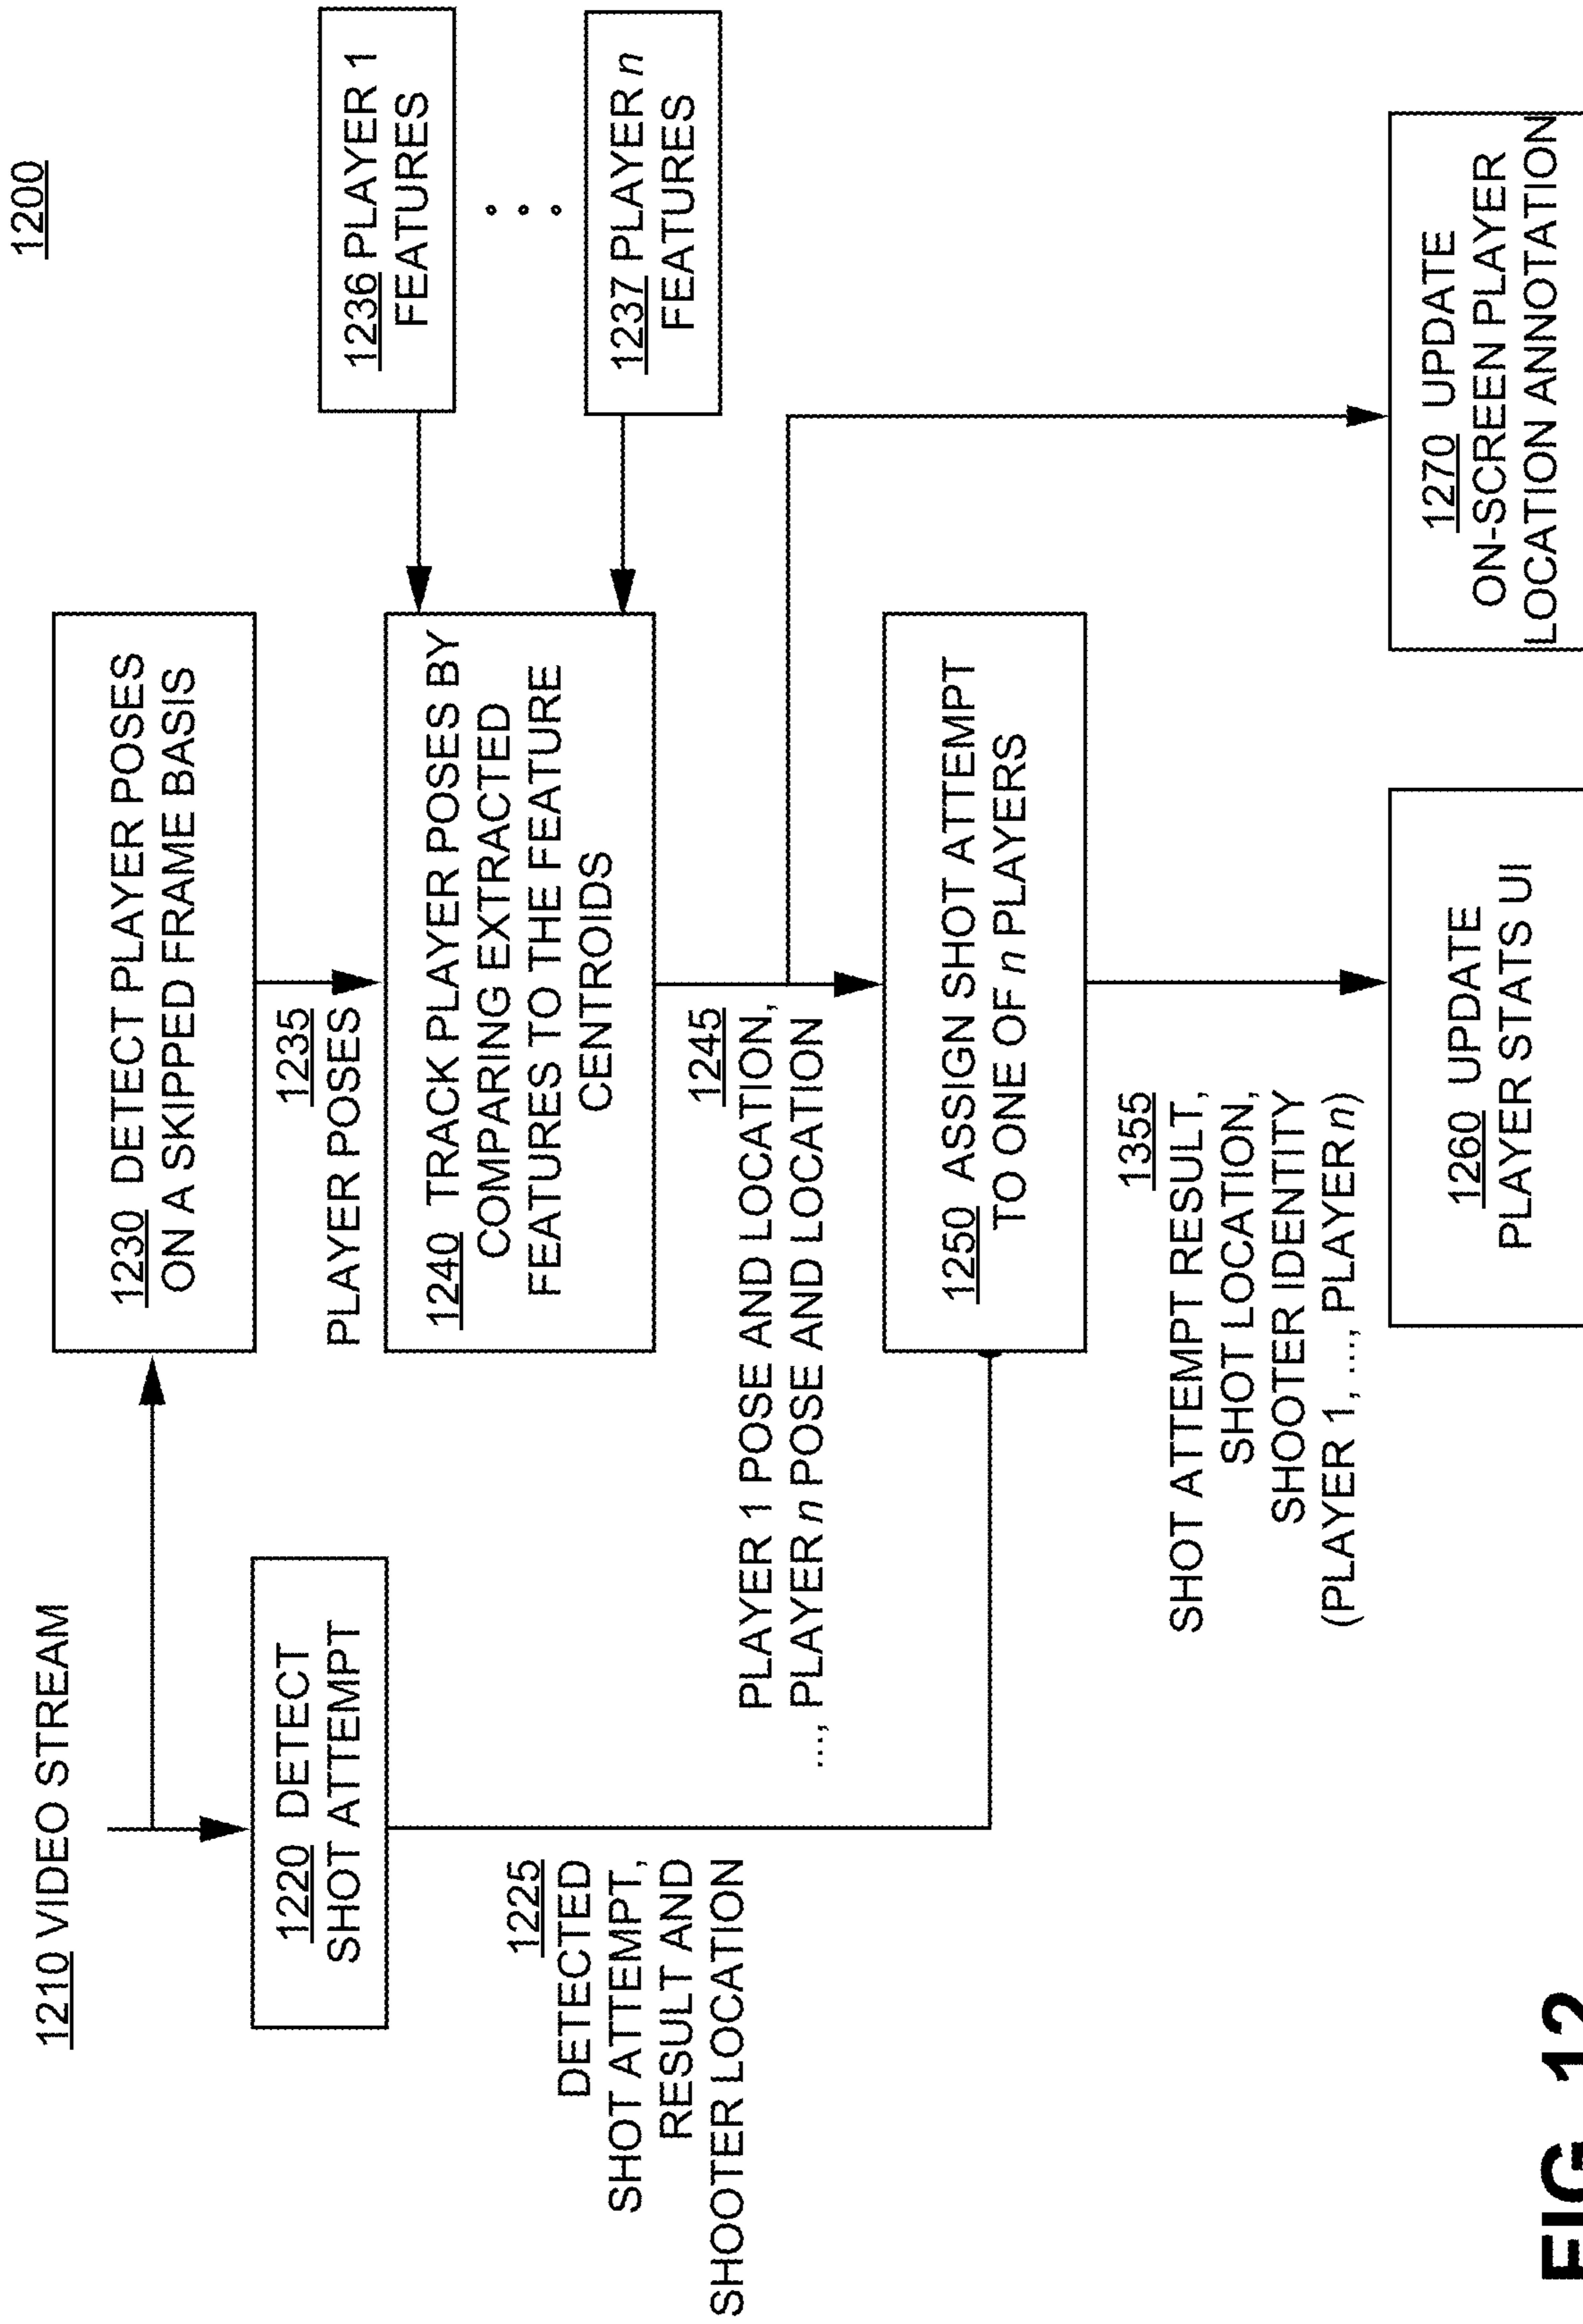 1200
1210 VIDEO STREAM
1220 DETECT
SHOT ATTEMPT
1225
DETECTED
SHOT ATTEMPT,
RESULT AND
SHOOTER LOCATION
1230 DETECT PLAYER POSES
ON A SKIPPED FRAME BASIS
1235
PLAYER POSES
1236 PLAYER 1
FEATURES
1237 PLAYER n
FEATURES
1240 TRACK PLAYER POSES BY
COMPARING EXTRACTED
FEATURES TO THE FEATURE
CENTROIDS
1245
PLAYER 1 POSE AND LOCATION,
..., PLAYER n POSE AND LOCATION
1250 ASSIGN SHOT ATTEMPT
TO ONE OF n PLAYERS
1355
SHOT ATTEMPT RESULT,
SHOT LOCATION,
SHOOTER IDENTITY
(PLAYER 1, ..., PLAYER n)
1260 UPDATE
PLAYER STATS UI
1270 UPDATE
ON-SCREEN PLAYER
LOCATION ANNOTATION
FIG. 12